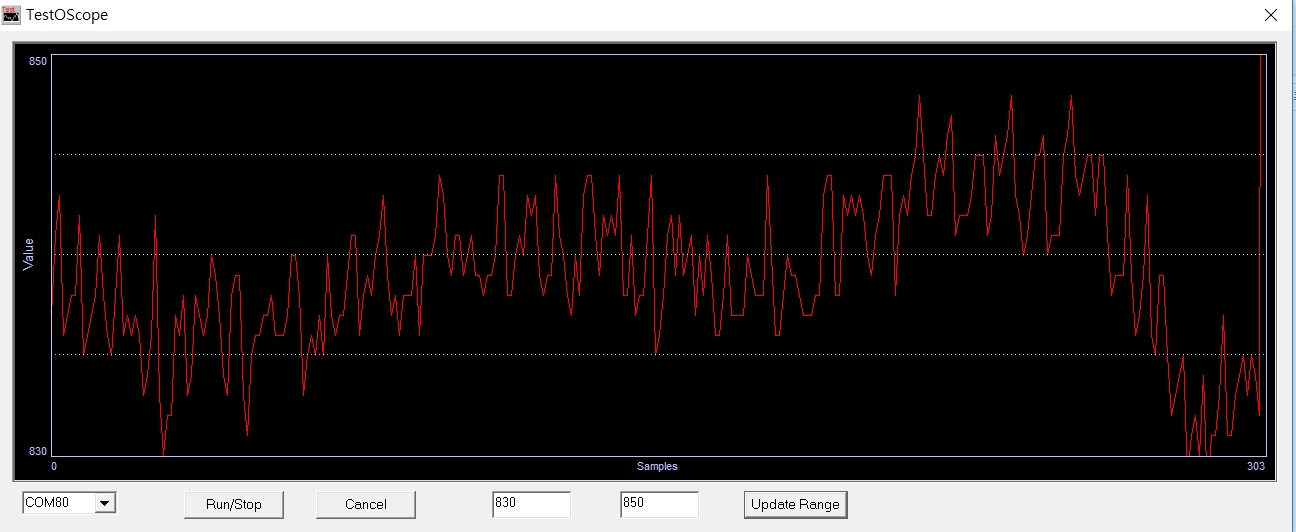 TestOScope
850
Value
830
0
Samples
303
COM80
Run/Stop
Cancel
830
850
Update Range